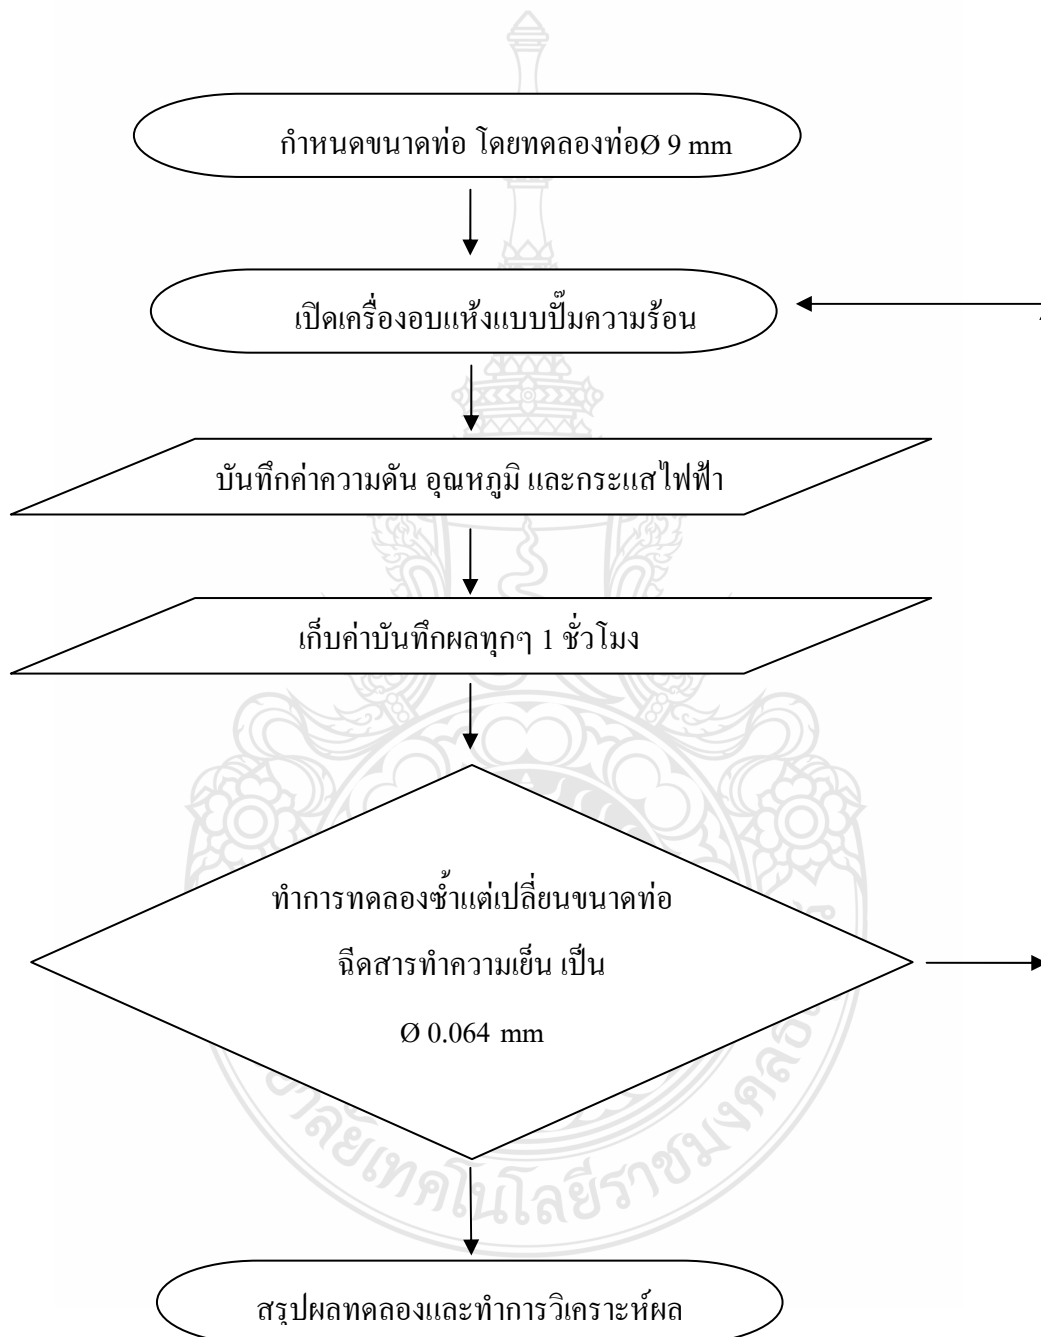 กำหนดขนาดท่อ โดยทดลองท่อØ 9 mm
เปิดเครื่องอบแห้งแบบปั๊มความร้อน
บันทึกค่าความดัน อุณหภูมิ และกระแสไฟฟ้า
เก็บค่าบันทึกผลทุกๆ 1 ชั่วโมง
ทำการทดลองซ้ำแต่เปลี่ยนขนาดท่อ
ฉีดสารทำความเย็น เป็น
Ø 0.064 mm
สรุปผลทดลองและทำการวิเคราะห์ผล